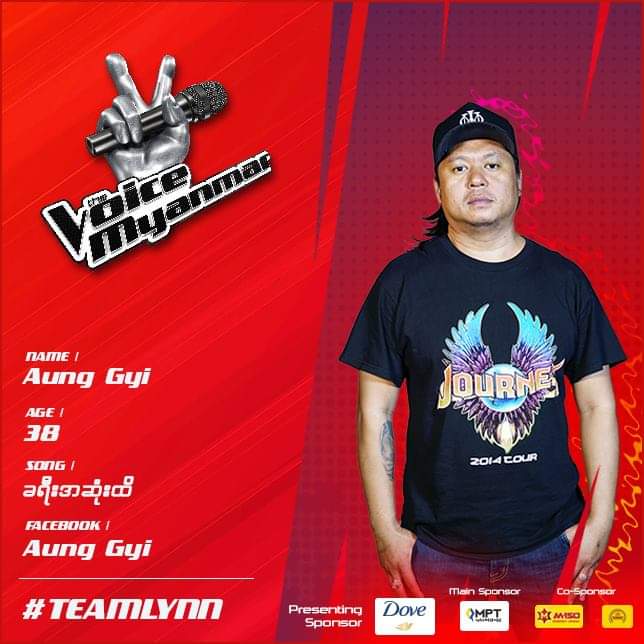 The
Voice
Myanmar
NAME /
Aung Gyi
AGE /
38
SONG /
ခရီးအဆုံးထိ
FACEBOOK /
Aung Gyi
#TEAMLYNN
JOURNEY
2014 TOUR
Presenting
Sponsor
Dove
Main Sponsor
MPT
Co-Sponsor
M-150